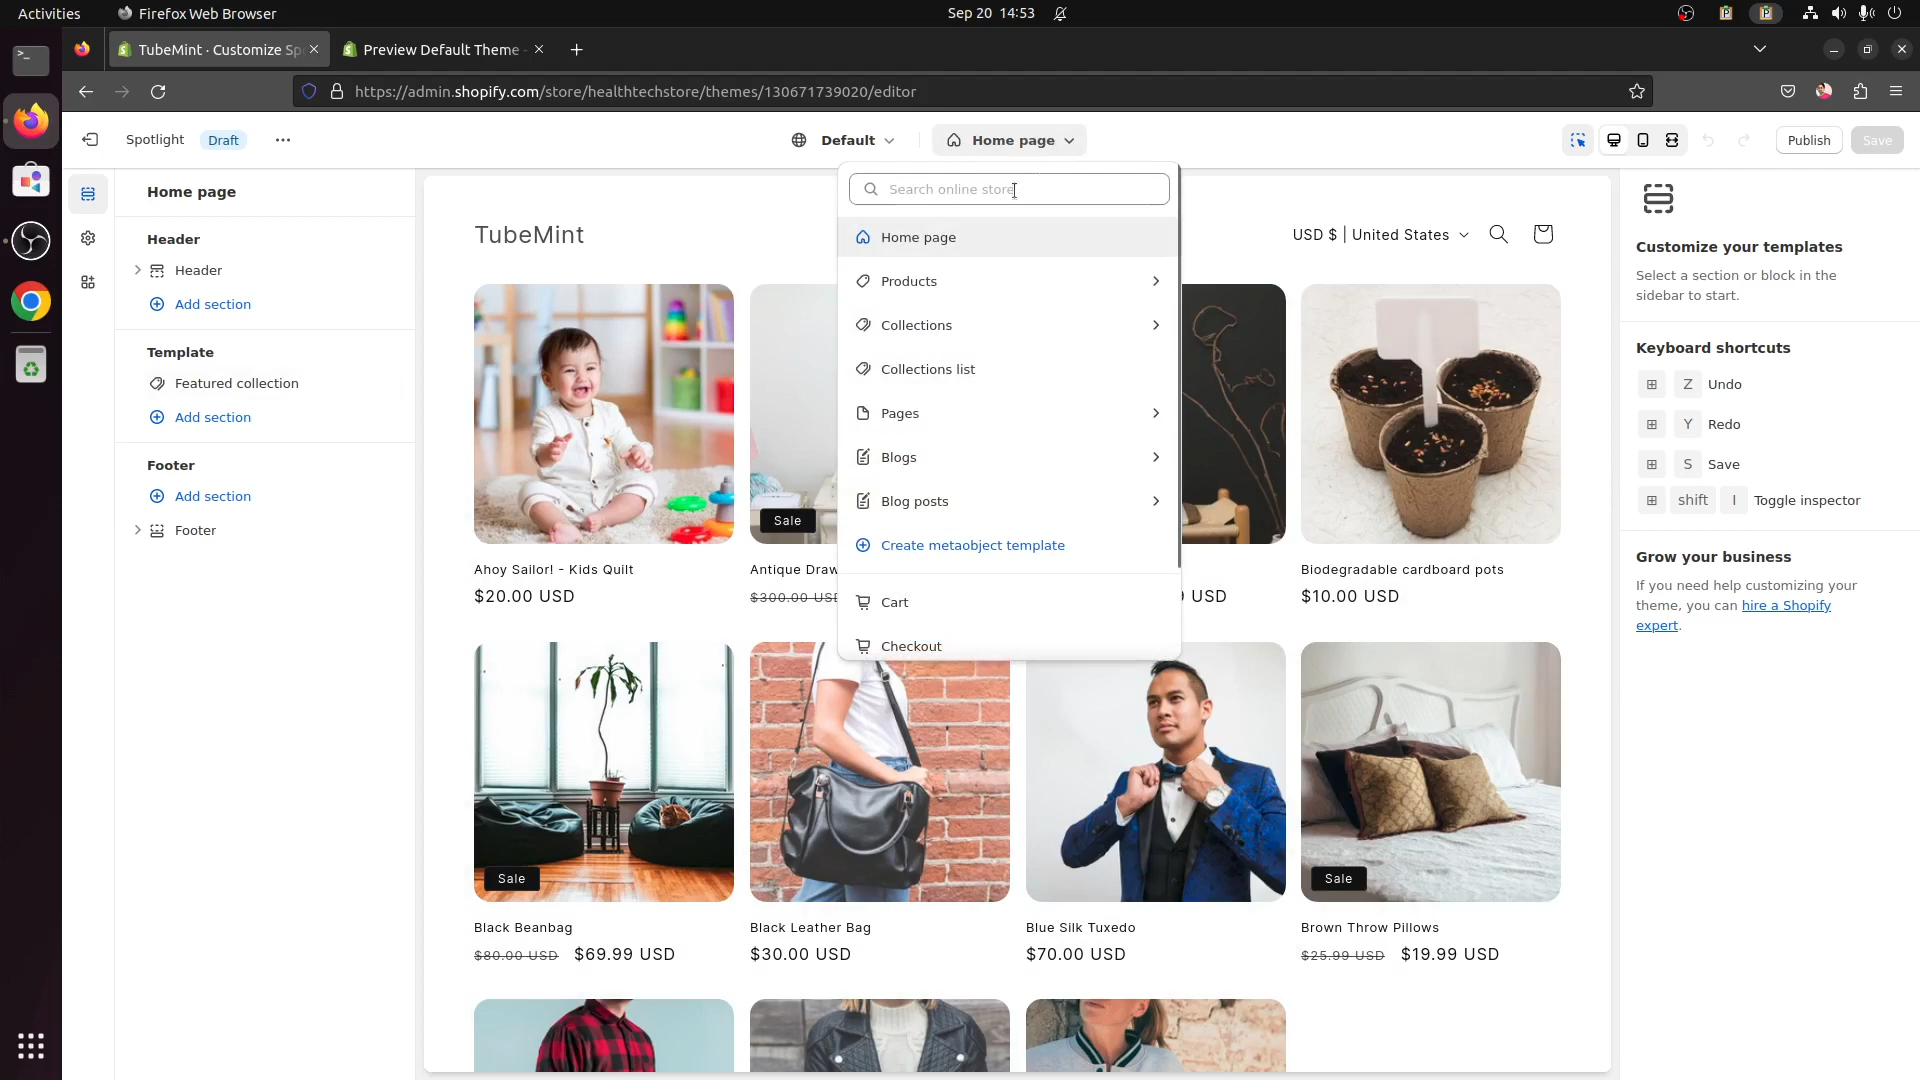 Activities
Firefox Web Browser
Sep 20 14:53
TubeMint · Customize Sp
Preview Default Theme -
https://admin.shopify.com/store/healthtechstore/themes/130671739020/editor
Spotlight
Draft
Default
Home page
Publish
Save
Home page
Header
Header
Add section
Template
Featured collection
Add section
Footer
Add section
Footer
TubeMint
USD $ | United States
Search online store
Home page
Products
Collections
Collections list
Pages
Blogs
Blog posts
Create metaobject template
Cart
Checkout
Sale
Ahoy Sailor! - Kids Quilt
$20.00 USD
Antique Draw
$300.00 USD
USD
Biodegradable cardboard pots
$10.00 USD
Sale
Black Beanbag
$80.00 USD $69.99 USD
Black Leather Bag
$30.00 USD
Blue Silk Tuxedo
$70.00 USD
Sale
Brown Throw Pillows
$25.99 USD $19.99 USD
Customize your templates
Select a section or block in the
sidebar to start.
Keyboard shortcuts
Z Undo
Y Redo
S Save
shift I Toggle inspector
Grow your business
If you need help customizing your
theme, you can hire a Shopify
expert.